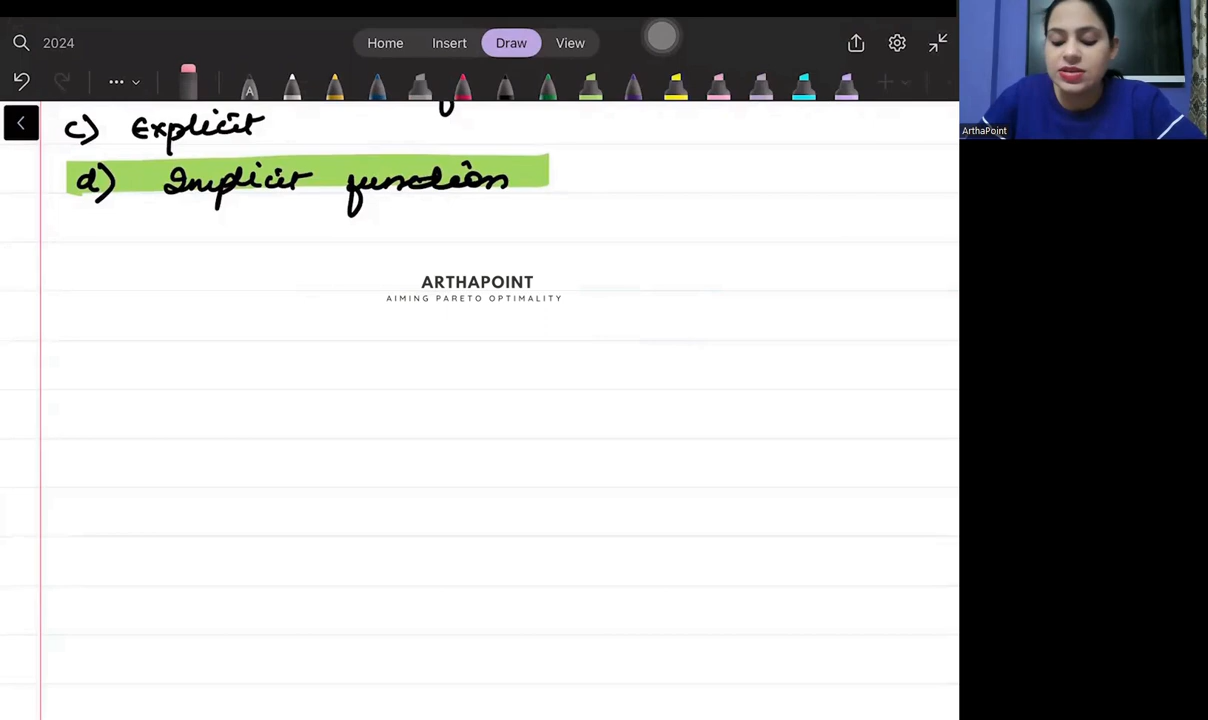 2024
Home Insert Draw View
A
c) Explicit
d) Implicit function
ARTHAPOINT
AIMING PARETO OPTIMALITY
ArthaPoint